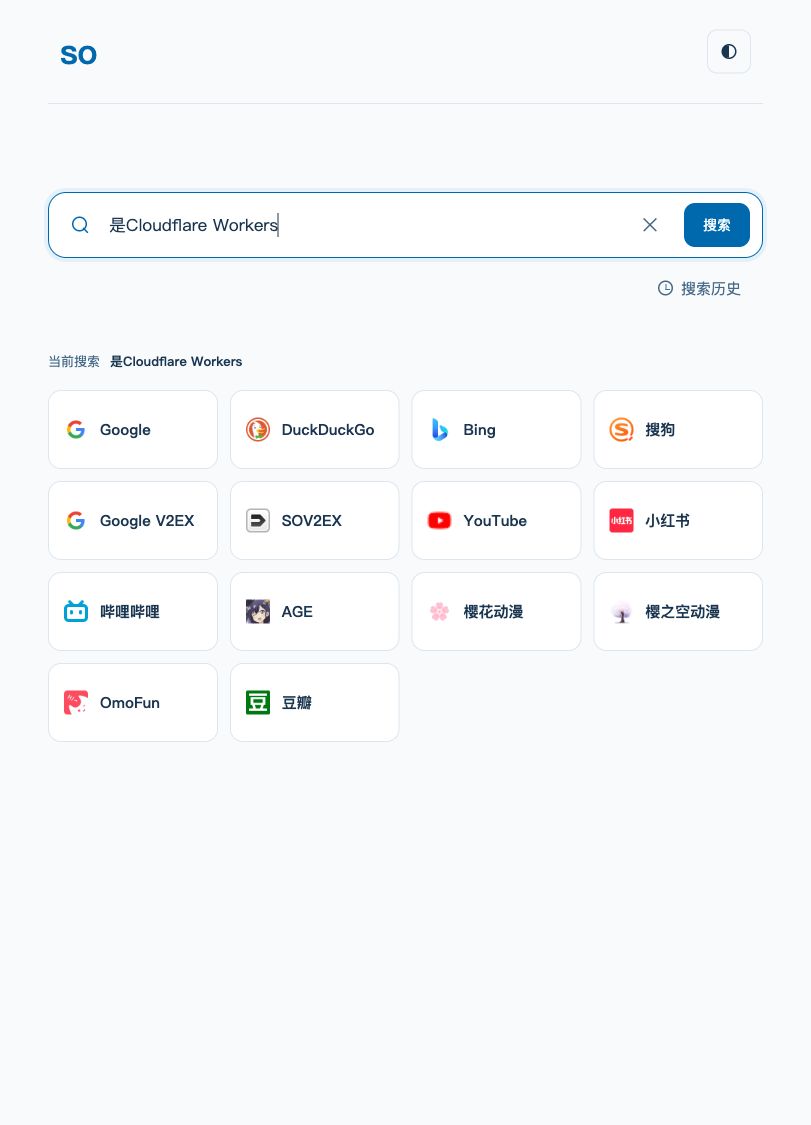 so
是Cloudflare Workers
搜索
搜索历史
当前搜索 是Cloudflare Workers
Google
DuckDuckGo
Bing
搜狗
Google V2EX
SOV2EX
YouTube
小红书
小红书
哔哩哔哩
AGE
樱花动漫
樱之空动漫
OmoFun
豆
豆瓣